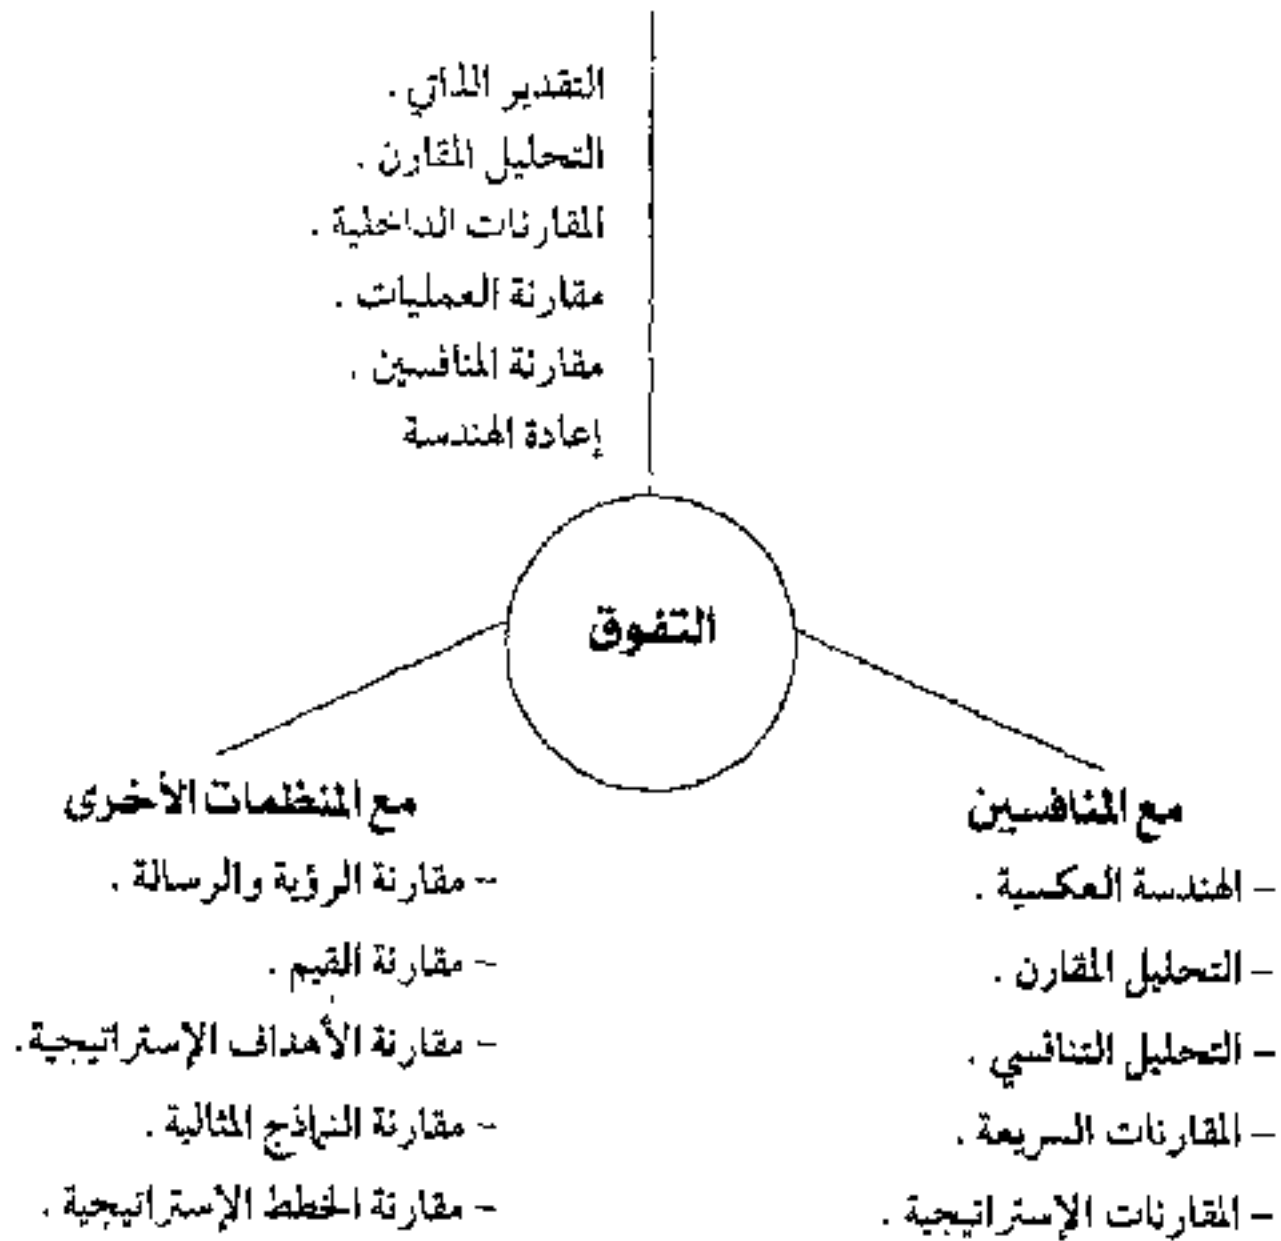 التقدير الذاتي .
التحليل المقارن .
المقارنات الداخلية .
مقارنة العمليات .
مقارنة المنافسين .
إعادة الهندسة
التفوق
مع المنافسين
– الهندسة العكسية .
– التحليل المقارن .
– التحليل التنافسي .
– المقارنات السريعة .
– المقارنات الإستراتيجية .
مع المنظمات الأخرى
– مقارنة الرؤية والرسالة .
– مقارنة القيم .
– مقارنة الأهداف الإستراتيجية.
– مقارنة النماذج المثالية .
– مقارنة الخطط الإستراتيجية .